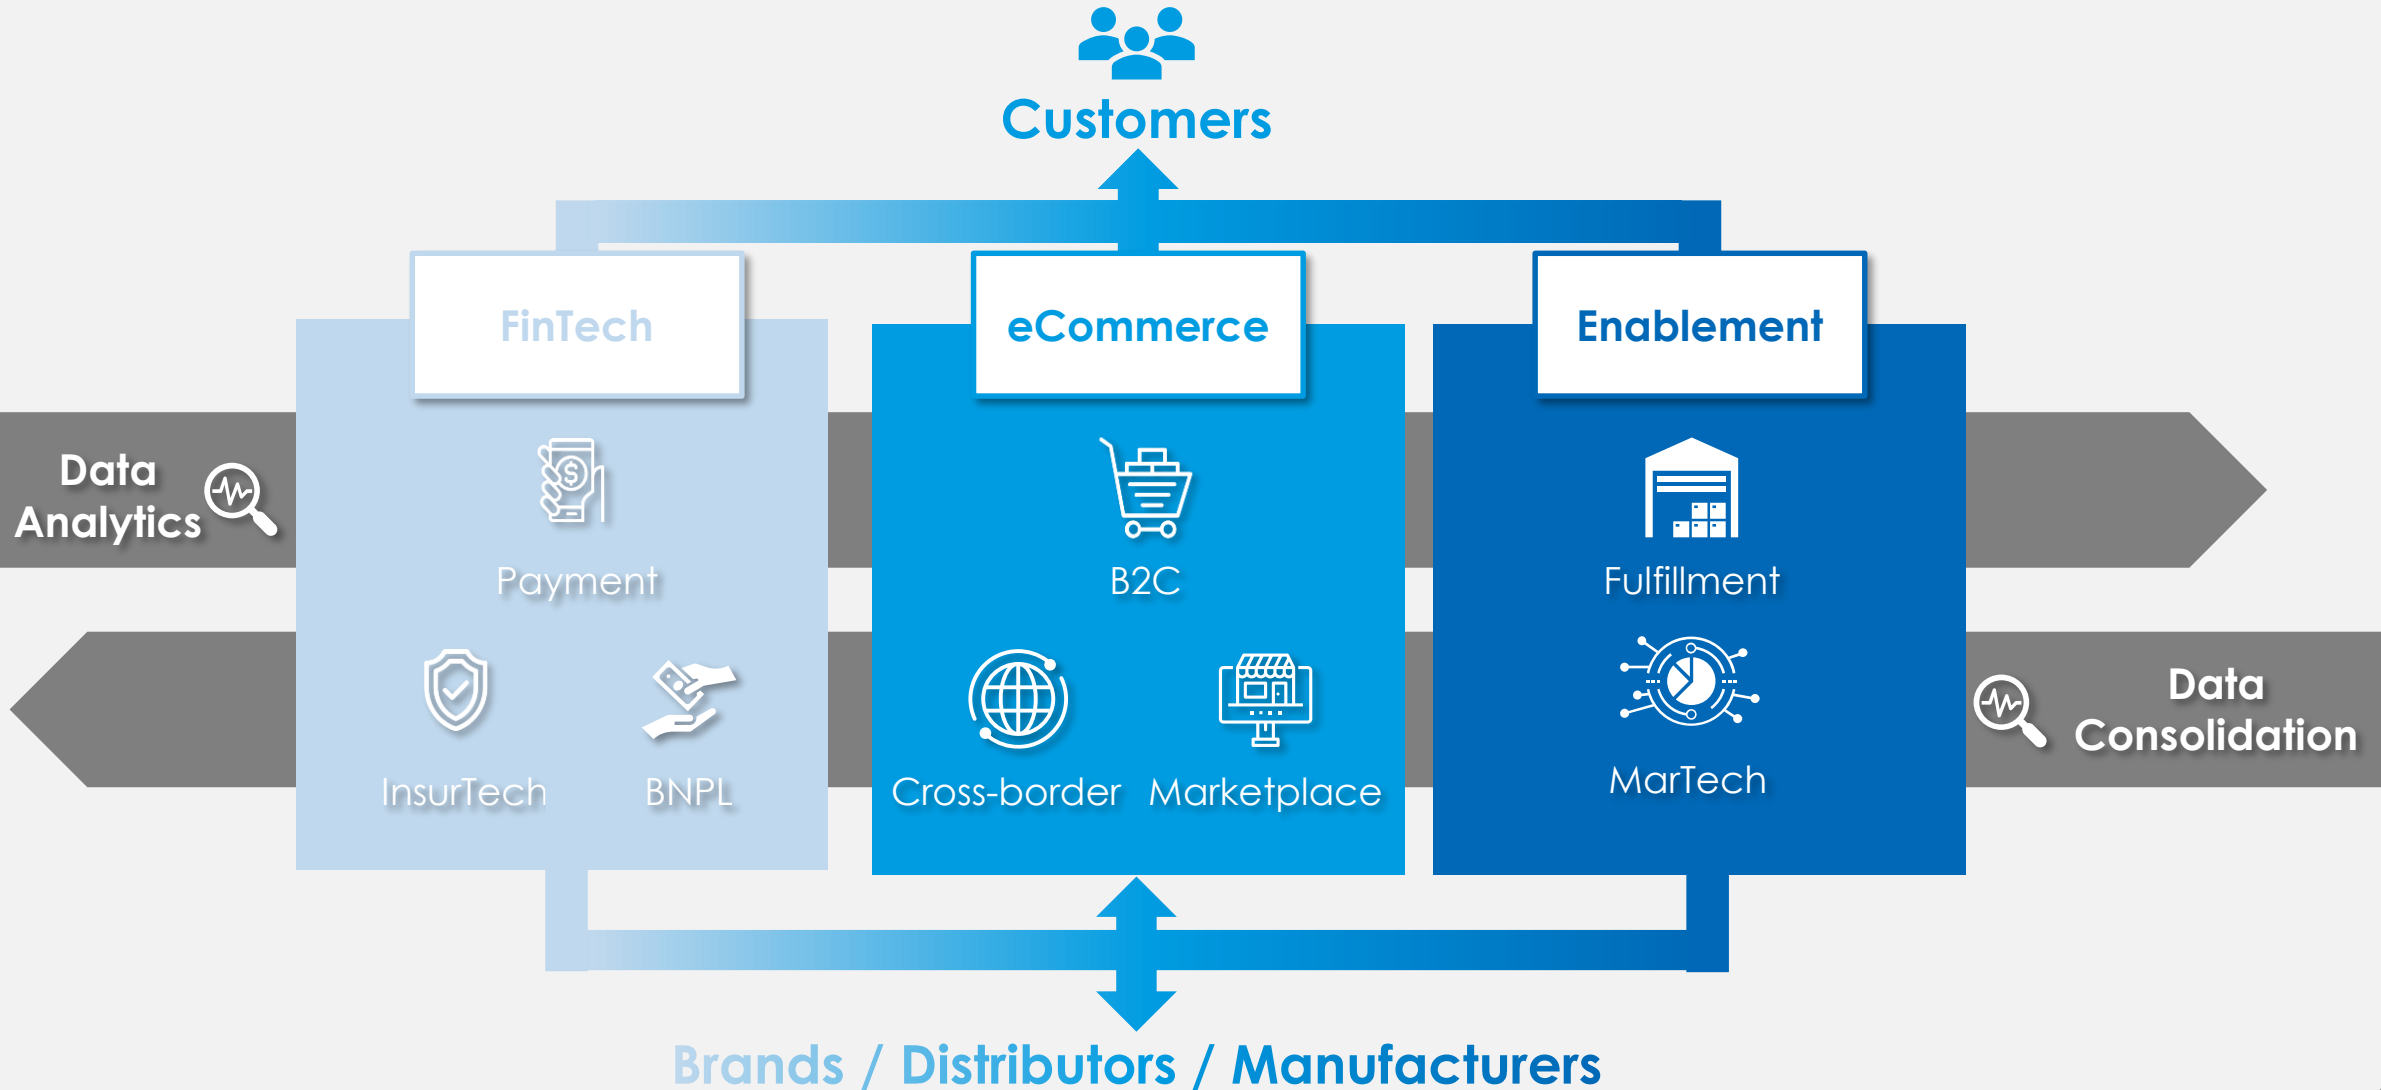 Customers
FinTech
eCommerce
Enablement
Data
Analytics
Payment
B2C
Fulfillment
InsurTech
BNPL
Cross-border
Marketplace
MarTech
Data
Consolidation
Brands / Distributors / Manufacturers